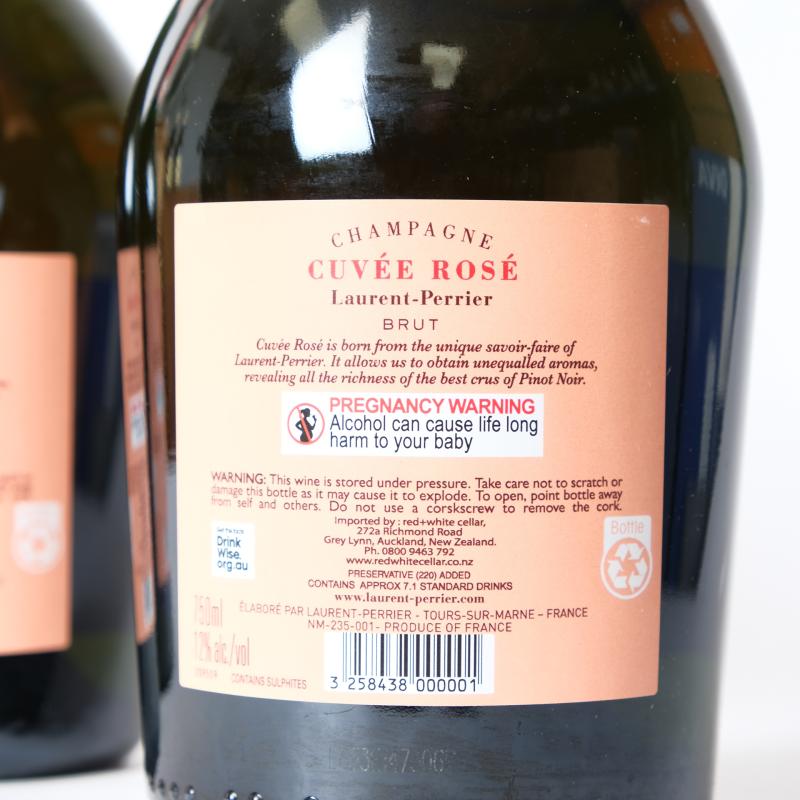 CHAMPAGNE
CUVÉE ROSÉ
Laurent-Perrier
BRUT
Cuvée Rosé is born from the unique savoir-faire of
Laurent-Perrier. It allows us to obtain unequalled aromas,
revealing all the richness of the best crus of Pinot Noir.
PREGNANCY WARNING
Alcohol can cause life long
harm to your baby
WARNING: This wine is stored under pressure. Take care not to scratch or
damage this bottle as it may cause it to explode. To open, point bottle away
from self and others. Do not use a corskscrew to remove the cork.
Imported by : red+white cellar,
272a Richmond Road
Grey Lynn, Auckland, New Zealand.
Ph. 0800 9463 792
www.redwhitecellar.co.nz
Get the facts
Drink
Wise.
org.au
Bottle
PRESERVATIVE (220) ADDED
CONTAINS APPROX 7.1 STANDARD DRINKS
www.laurent-perrier.com
ÉLABORÉ PAR LAURENT-PERRIER - TOURS-SUR-MARNE – FRANCE
NM-235-001- PRODUCE OF FRANCE
750ml
12% alc./vol
CONTAINS SULPHITES
3 258438 000001